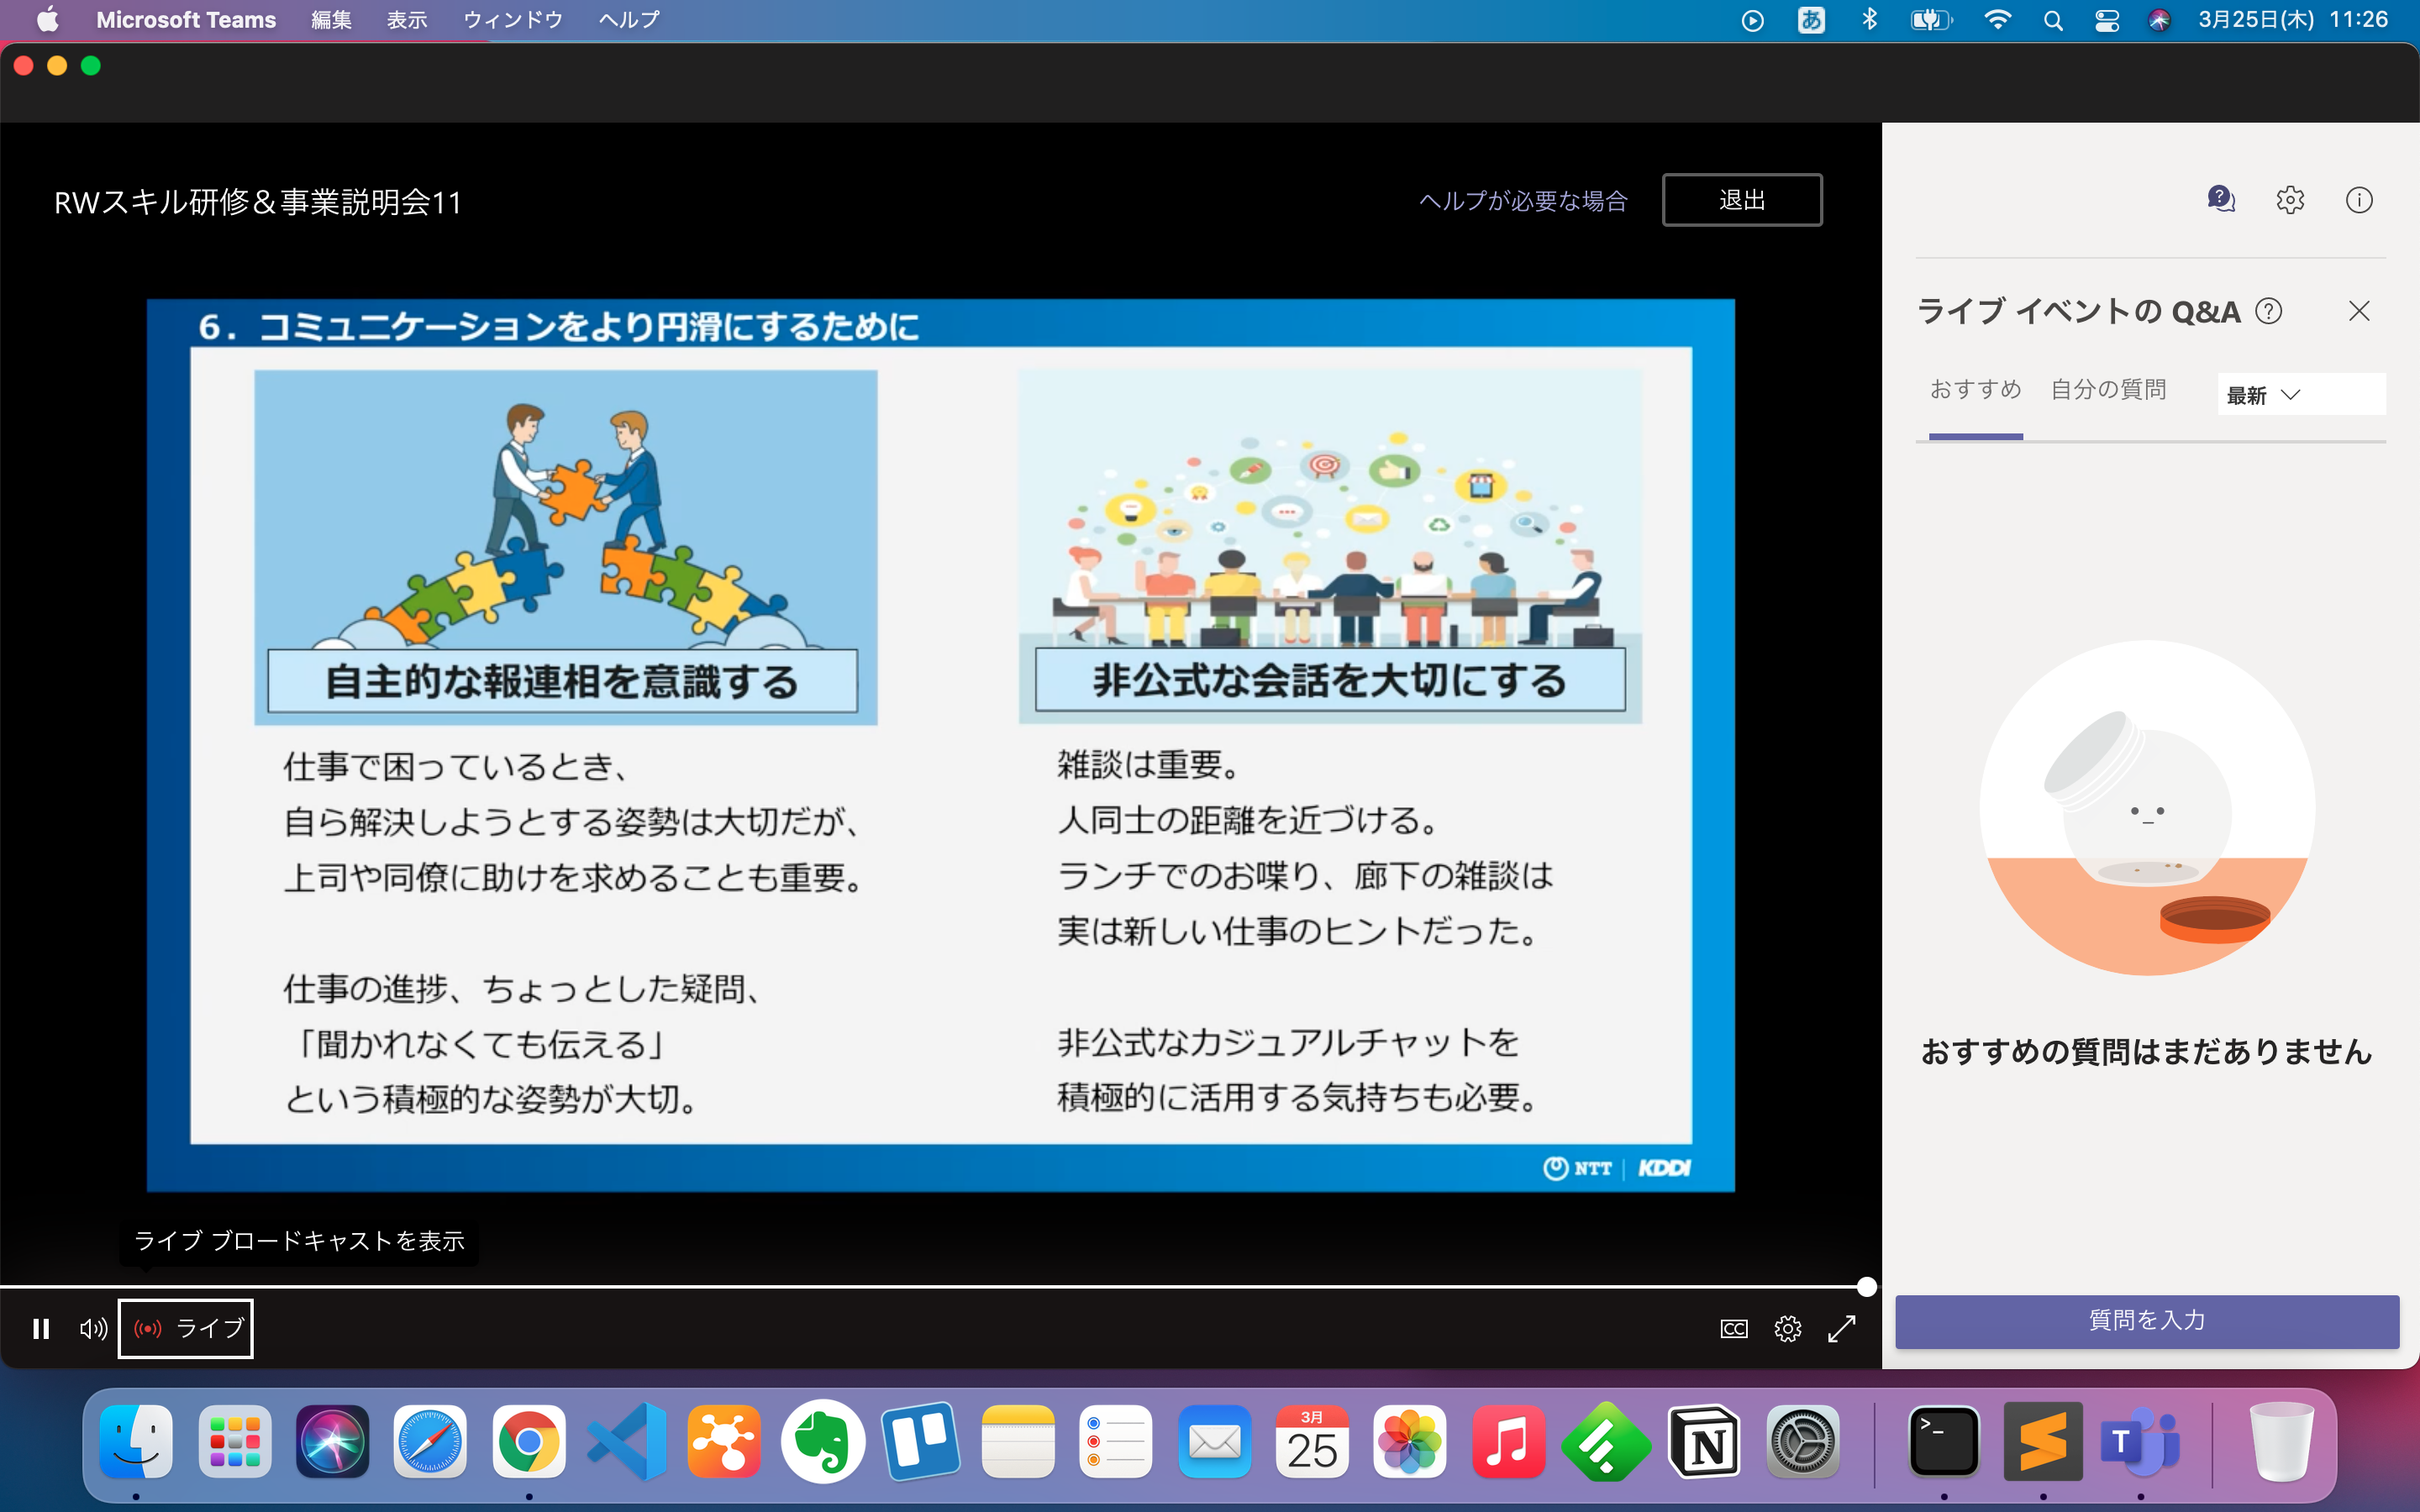 Microsoft Teams 編集 表示 ウィンドウ ヘルプ
あ
3月25日(木) 11:26
RWスキル研修＆事業説明会11
ヘルプが必要な場合
退出
6．コミュニケーションをより円滑にするために
自主的な報連相を意識する
仕事で困っているとき、
自ら解決しようとする姿勢は大切だが、
上司や同僚に助けを求めることも重要。
仕事の進捗、ちょっとした疑問、
「聞かれなくても伝える」
という積極的な姿勢が大切。
非公式な会話を大切にする
雑談は重要。
人同士の距離を近づける。
ランチでのお喋り、廊下の雑談は
実は新しい仕事のヒントだった。
非公式なカジュアルチャットを
積極的に活用する気持ちも必要。
NTT KDDI
ライブ ブロードキャストを表示
ライブ
CC
ライブ イベントの Q&A
おすすめ 自分の質問 最新
おすすめの質問はまだありません
質問を入力
3月
25
N
>_
T